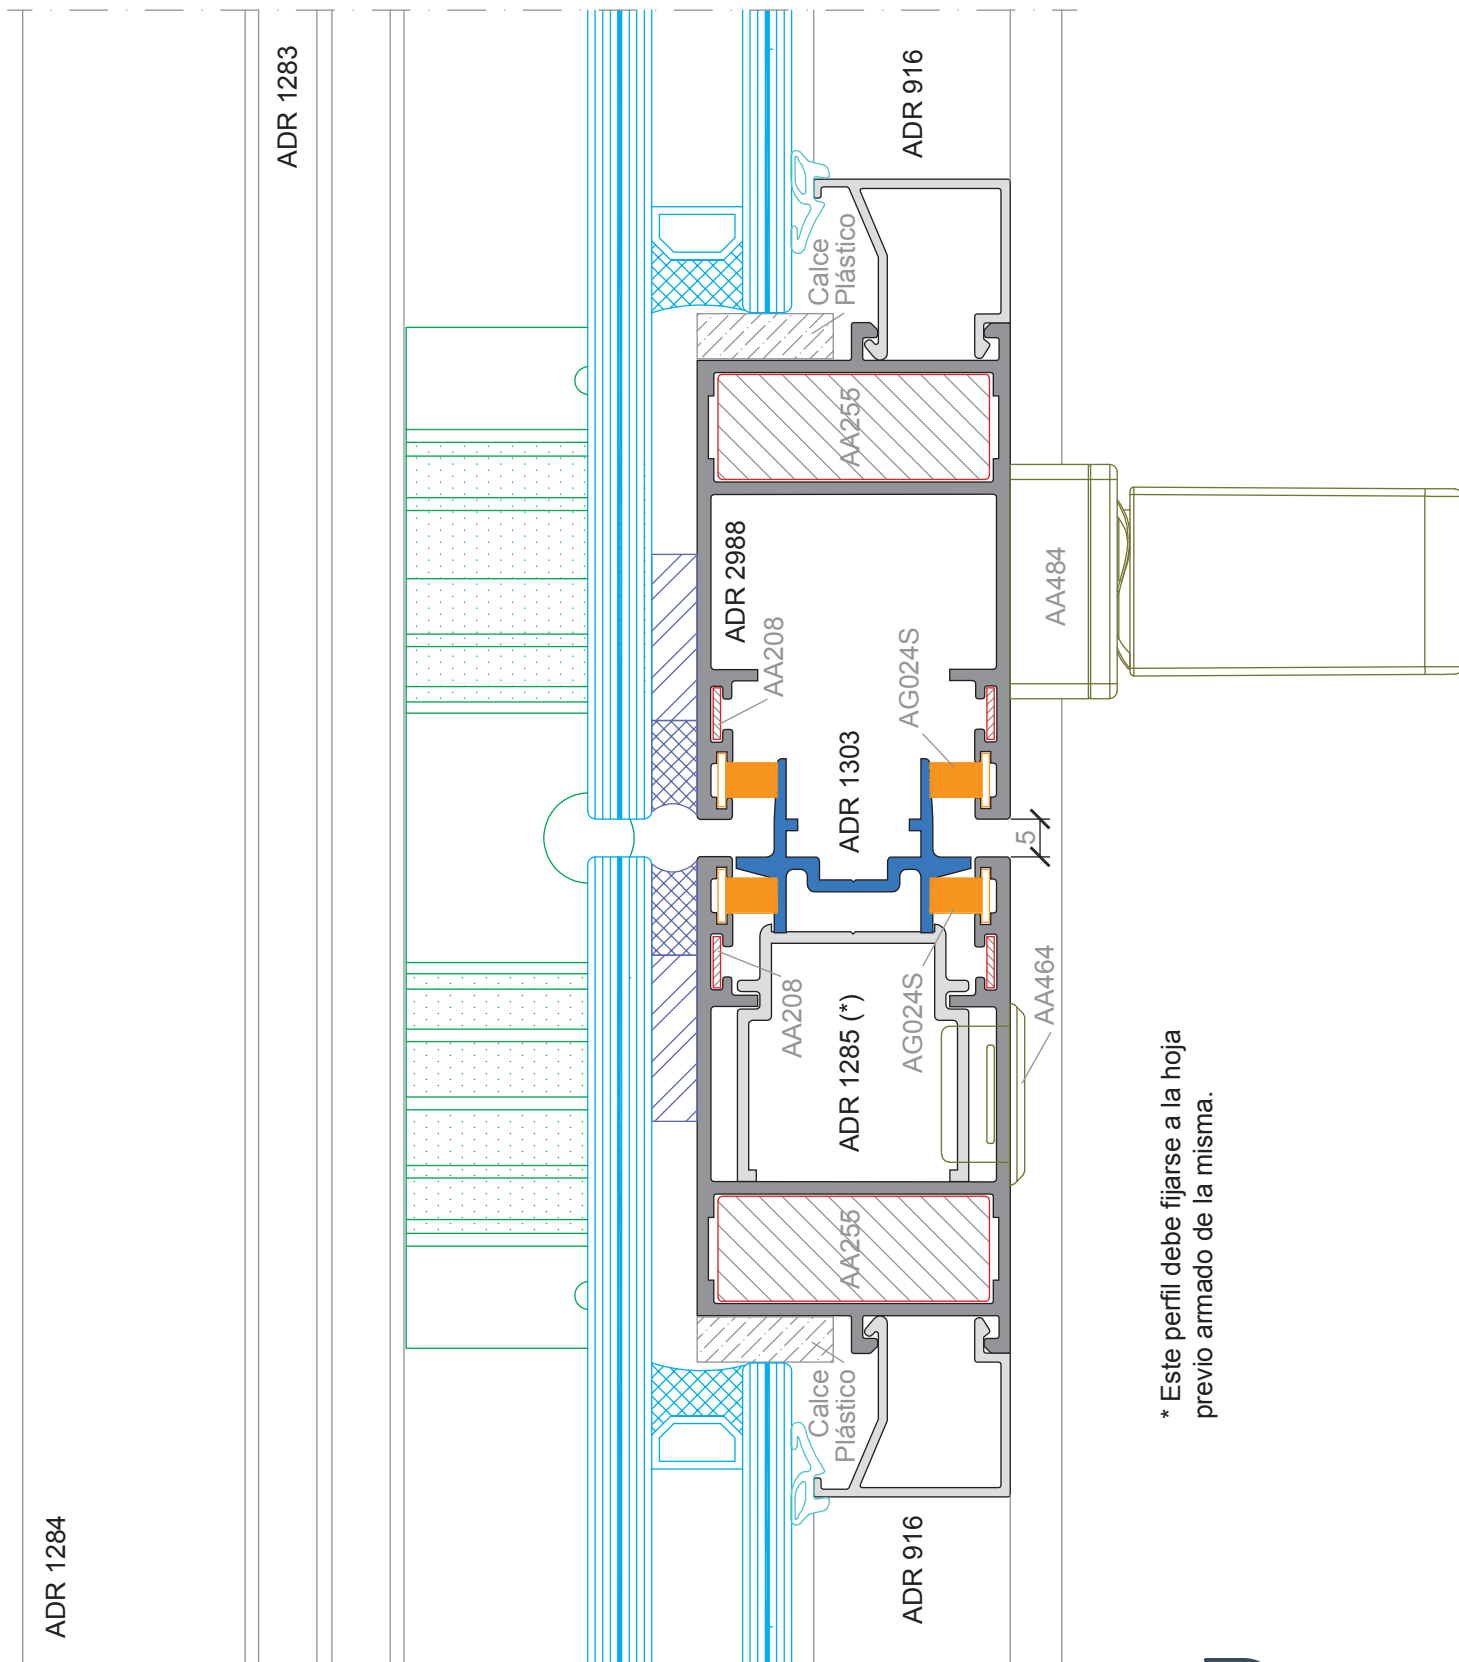 ADR 1284
ADR 1283
ADR 916
Calce
Plástico
AA255
ADR 2988
AA208
AG024S
AA484
ADR 1303
5
AA208
ADR 1285 (*)
AG024S
AA464
AA255
Calce
Plástico
ADR 916
* Este perfil debe fijarse a la hoja
previo armado de la misma.